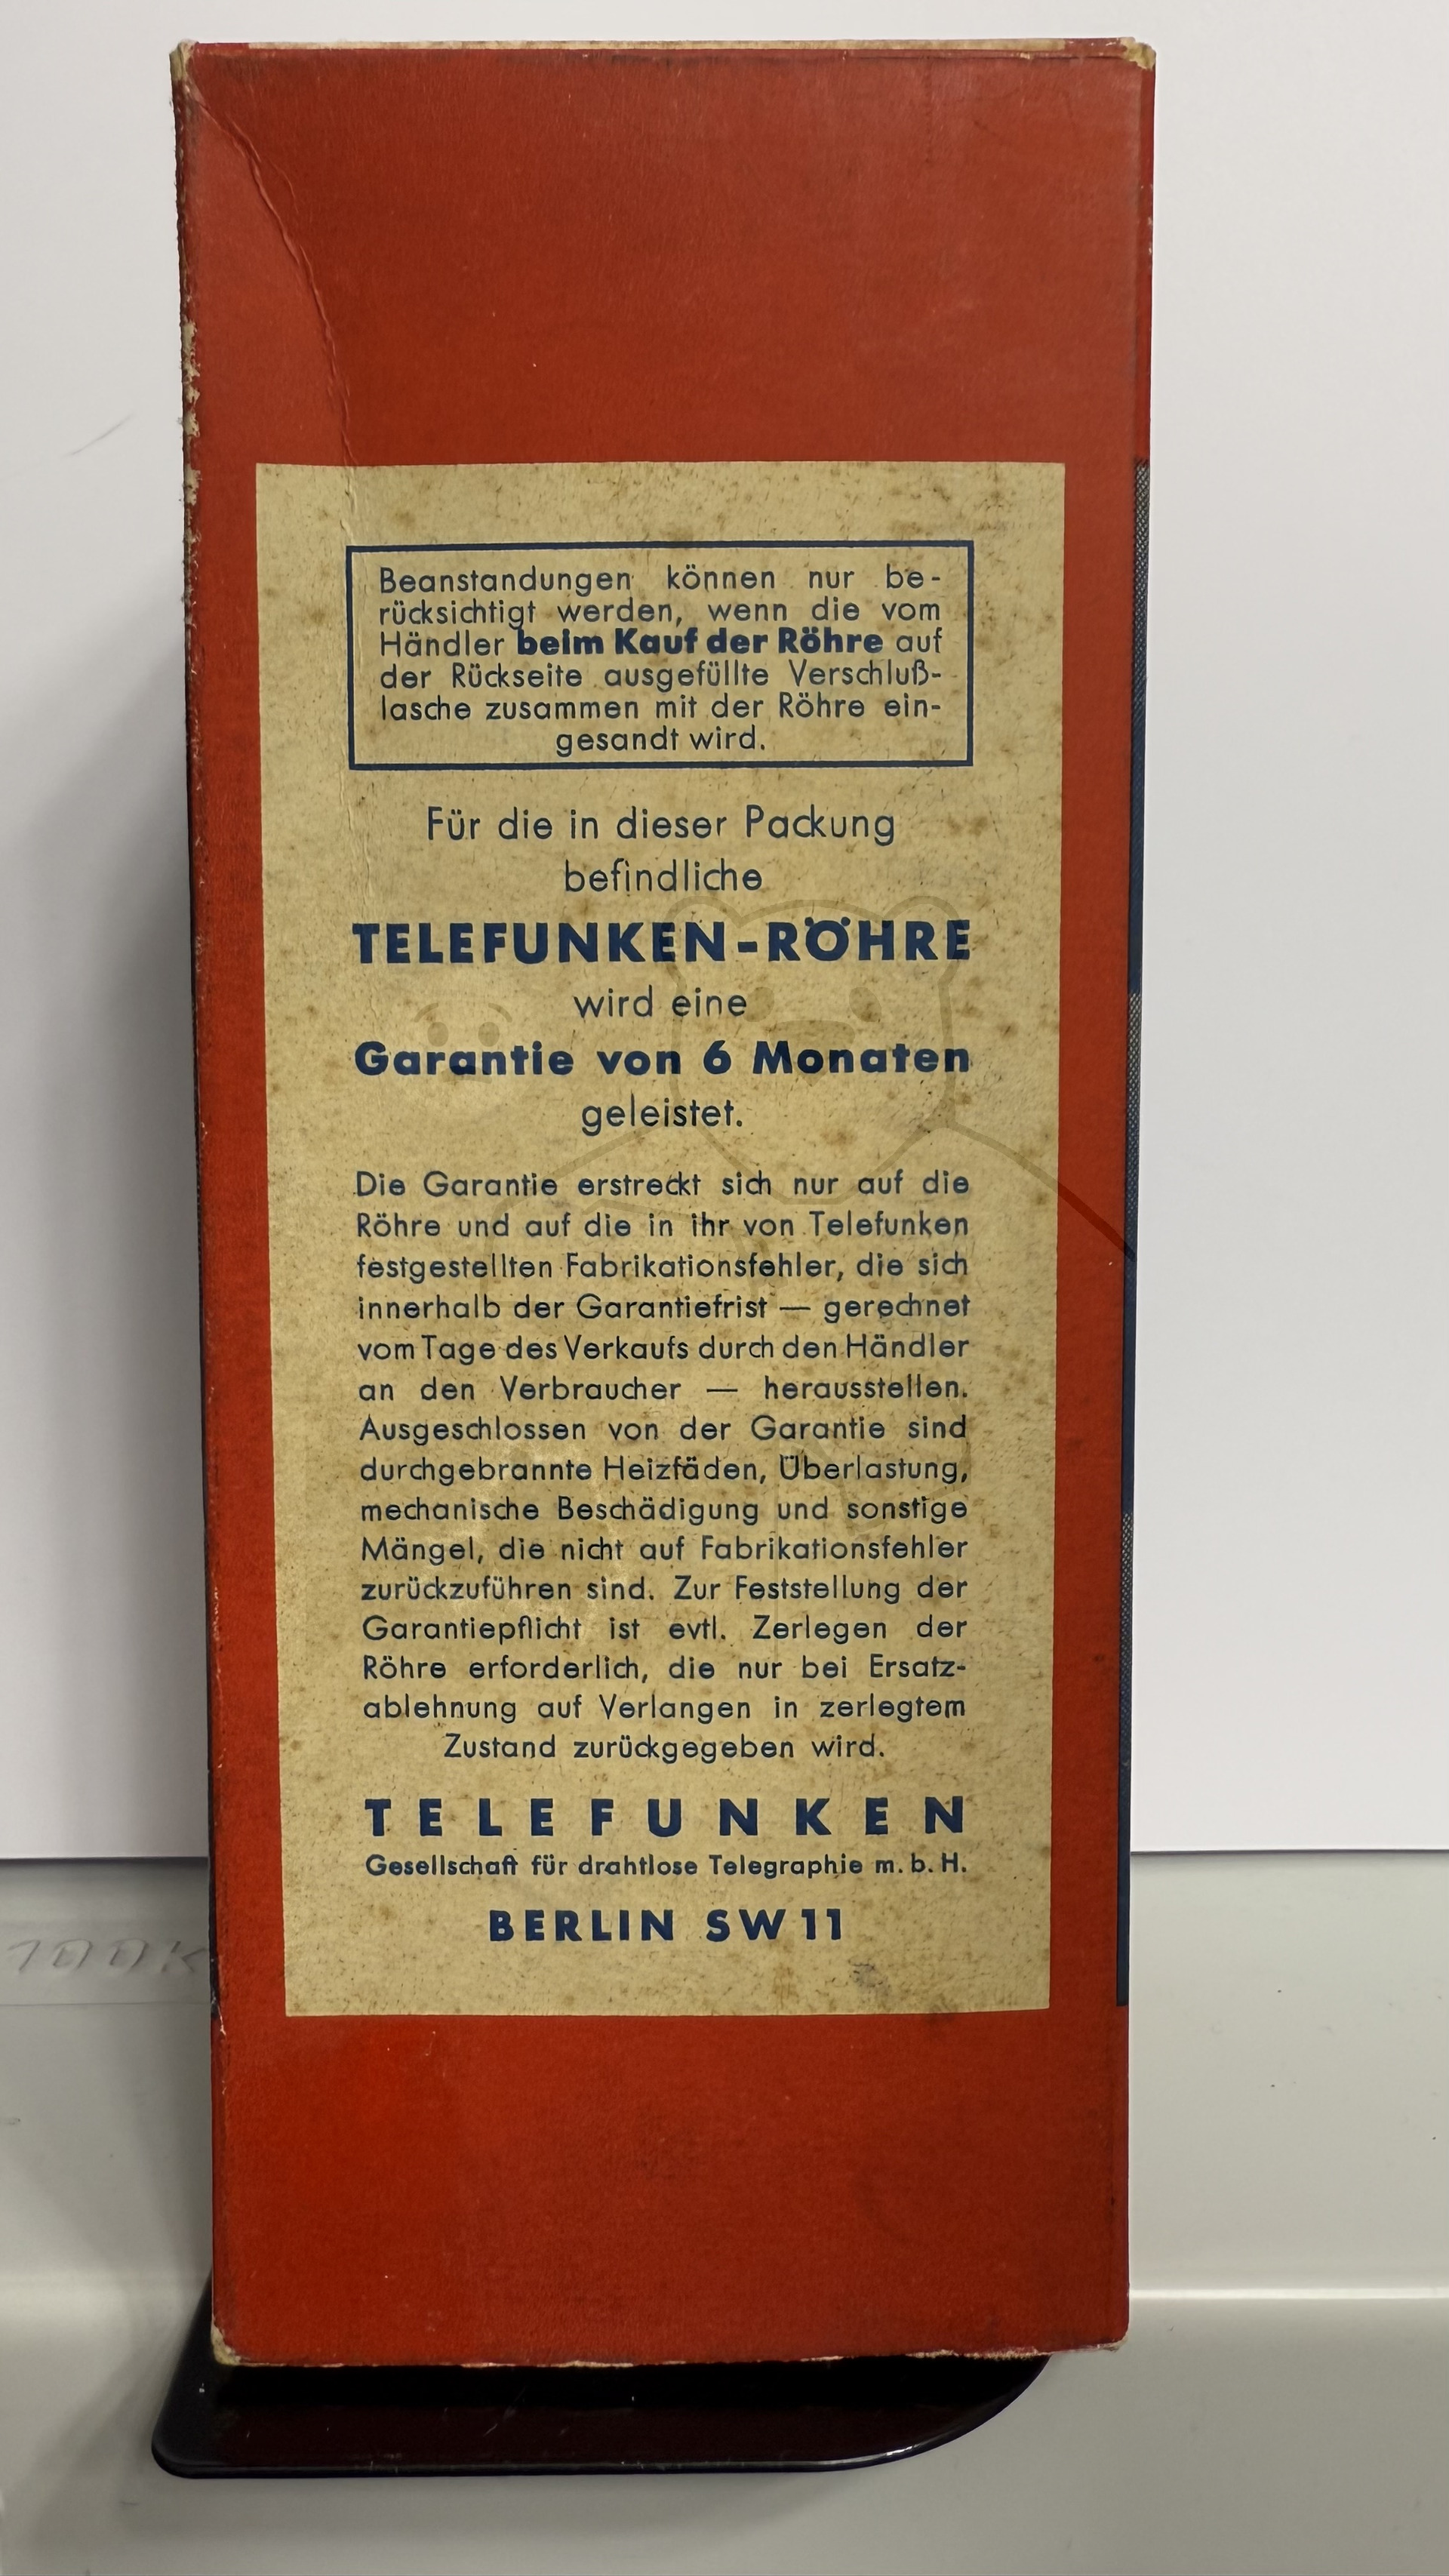 Beanstandungen können nur be-
rücksichtigt werden, wenn die vom
Händler beim Kauf der Röhre auf
der Rückseite ausgefüllte Verschluß-
lasche zusammen mit der Röhre ein-
gesandt wird.
Für die in dieser Packung
befindliche
TELEFUNKEN-RÖHRE
wird eine
Garantie von 6 Monaten
geleistet.
Die Garantie erstreckt sich nur auf die
Röhre und auf die in ihr von Telefunken
festgestellten Fabrikationsfehler, die sich
innerhalb der Garantiefrist — gerechnet
vom Tage des Verkaufs durch den Händler
an den Verbraucher — herausstellen.
Ausgeschlossen von der Garantie sind
durchgebrannte Heizfäden, Überlastung,
mechanische Beschädigung und sonstige
Mängel, die nicht auf Fabrikationsfehler
zurückzuführen sind. Zur Feststellung der
Garantiepflicht ist evtl. Zerlegen der
Röhre erforderlich, die nur bei Ersatz-
ablehnung auf Verlangen in zerlegtem
Zustand zurückgegeben wird.
TELEFUNKEN
Gesellschaft für drahtlose Telegraphie m. b. H.
BERLIN SW 11
100K